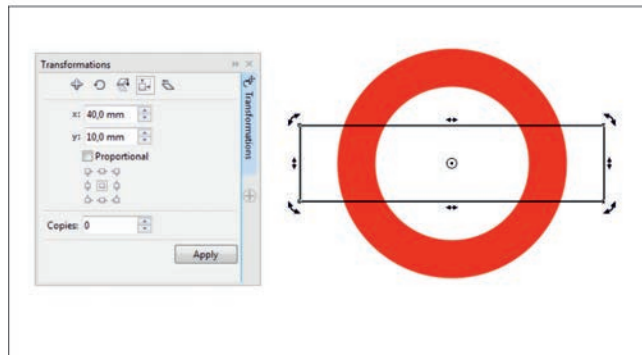 Transformations
x: 40,0 mm
y: 10,0 mm
Proportional
Copies: 0
Apply
Transformations